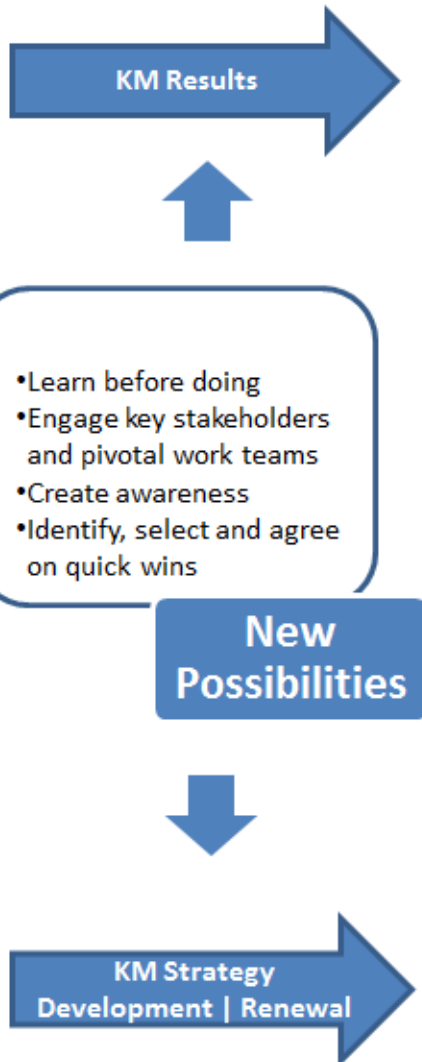 KM Results
•Learn before doing
•Engage key stakeholders
and pivotal work teams
•Create awareness
•Identify, select and agree
on quick wins
New
Possibilities
KM Strategy
Development | Renewal